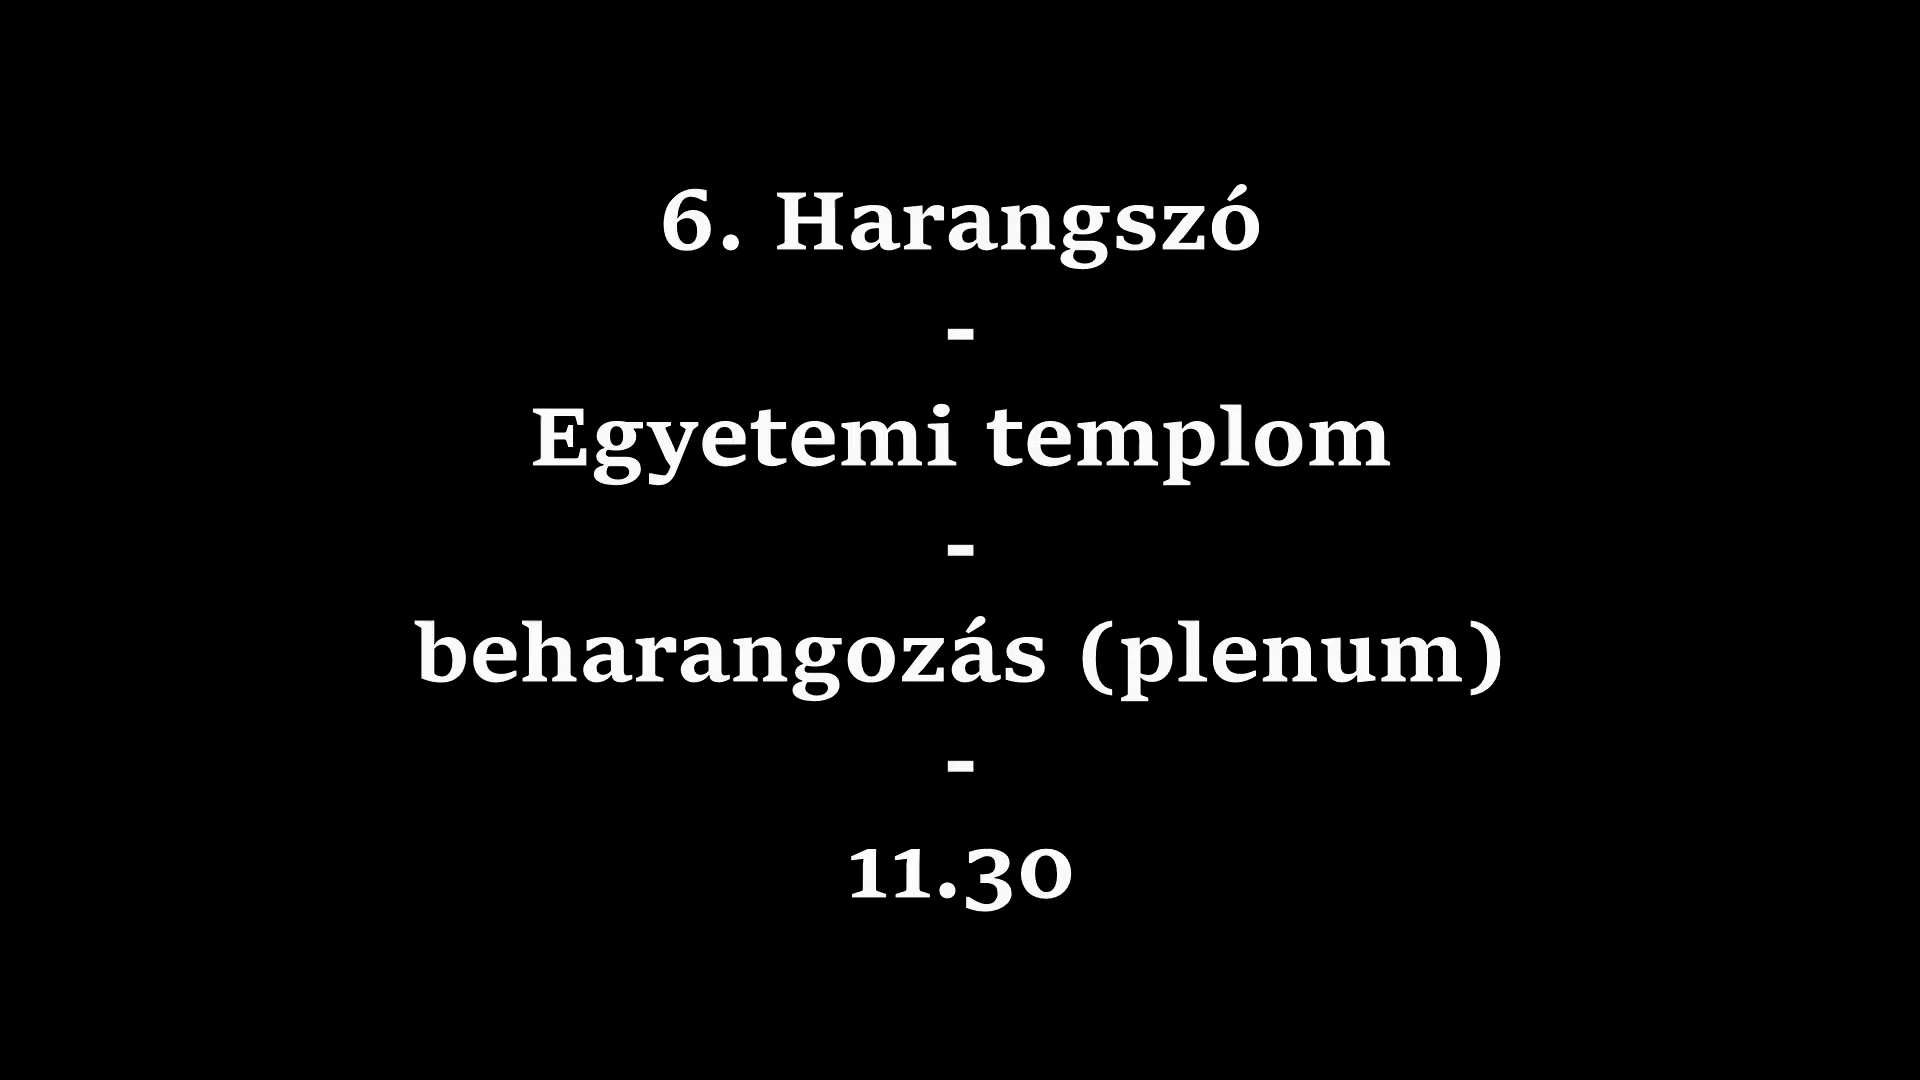 6. Harangszó
-
Egyetemi templom
-
beharangozás (plenum)
-
11.30